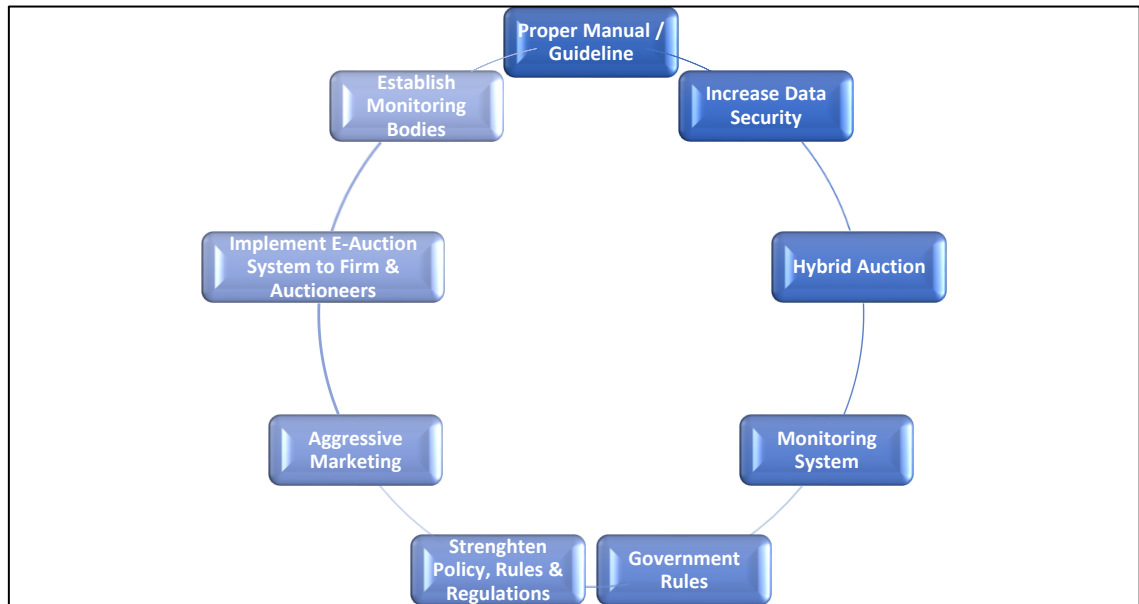 Proper Manual /
Guideline
Increase Data
Security
Hybrid Auction
Monitoring
System
Government
Rules
Strenghten
Policy, Rules &
Regulations
Aggressive
Marketing
Implement E-Auction
System to Firm &
Auctioneers
Establish
Monitoring
Bodies